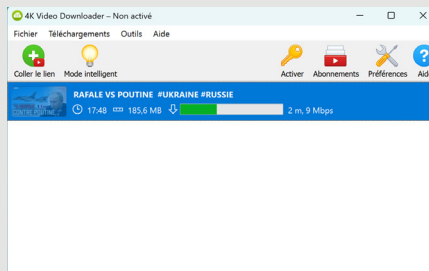 4K Video Downloader – Non activé
Fichier Téléchargements Outils Aide
Coller le lien Mode intelligent Activer Abonnements Préférences Aide
RAFALE VS POUTINE #UKRAINE #RUSSIE
17:48 185,6 MB 2 m, 9 Mbps